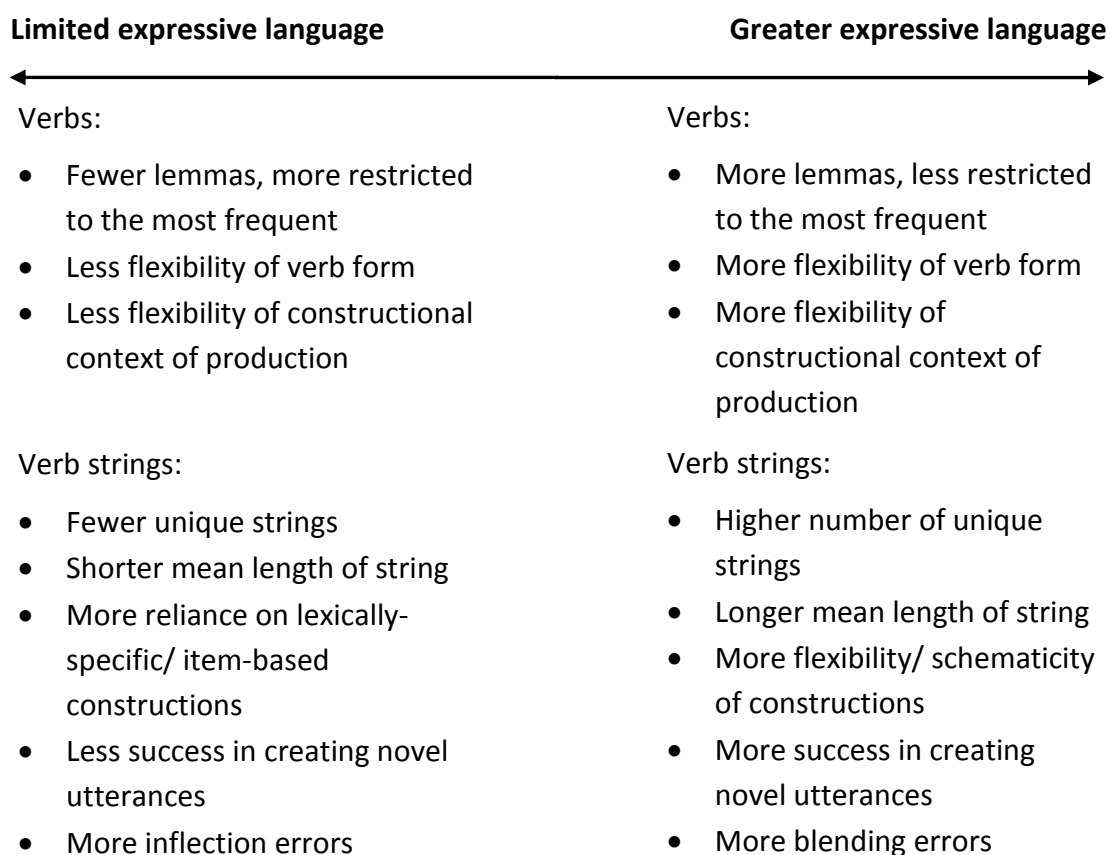 Limited expressive language
Greater expressive language
Verbs:
• Fewer lemmas, more restricted
to the most frequent
• Less flexibility of verb form
• Less flexibility of constructional
context of production
Verbs:
• More lemmas, less restricted
to the most frequent
• More flexibility of verb form
• More flexibility of
constructional context of
production
Verb strings:
• Fewer unique strings
• Shorter mean length of string
• More reliance on lexically-
specific/ item-based
constructions
• Less success in creating novel
utterances
• More inflection errors
Verb strings:
• Higher number of unique
strings
• Longer mean length of string
• More flexibility/ schematicity
of constructions
• More success in creating
novel utterances
• More blending errors